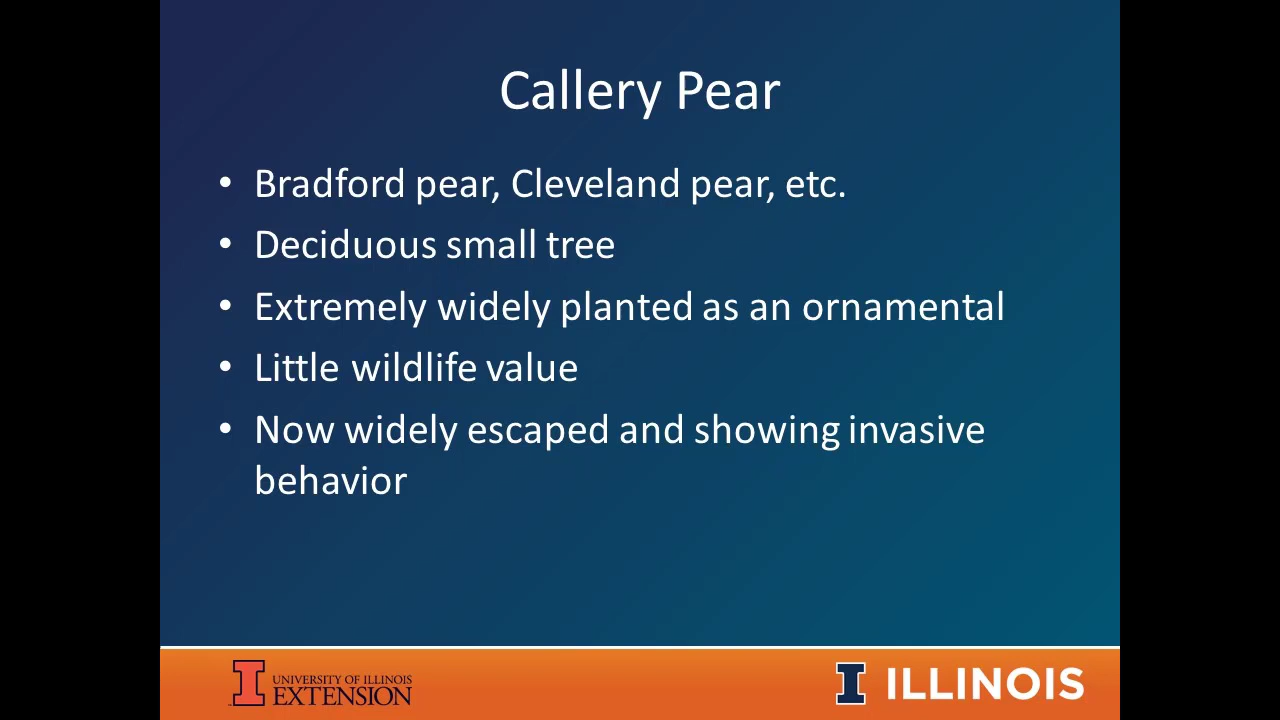 Callery Pear
• Bradford pear, Cleveland pear, etc.
• Deciduous small tree
• Extremely widely planted as an ornamental
• Little wildlife value
• Now widely escaped and showing invasive
behavior
I UNIVERSITY OF ILLINOIS
EXTENSION
I ILLINOIS